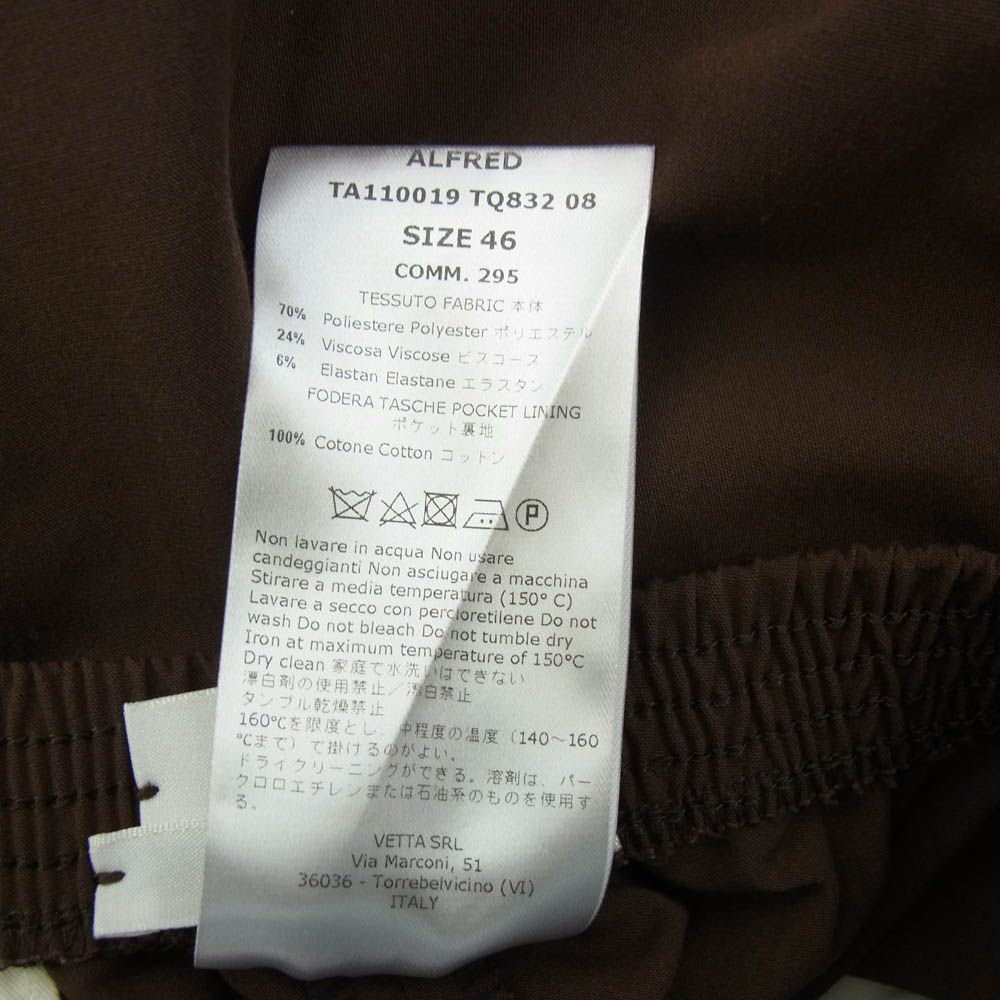 ALFRED
TA110019 TQ832 08
SIZE 46
COMM. 295
TESSUTO FABRIC 本体
70% Poliestere Polyester ポリエステル
24% Viscosa Viscose ビスコース
6% Elastan Elastane エラスタン
FODERA TASCHE POCKET LINING
ポケット裏地
100% Cotone Cotton コットン
P
Non lavare in acqua Non usare
candeggianti Non asciugare a macchina
Stirare a media temperatura (150° C)
Lavare a secco con percloretilene Do not
wash Do not bleach Do not tumble dry
Iron at maximum temperature of 150°C
Dry clean 家庭で水洗いはできない
漂白剤の使用禁止／漂白禁止
タンブル乾燥禁止
160℃を限度とし、中程度の温度（140～160
℃まで）で掛けるのがよい。
ドライクリーニングができる。溶剤は、パー
クロロエチレンまたは石油系のものを使用す
る。
VETTA SRL
Via Marconi, 51
36036 - Torrebelvicino (VI)
ITALY